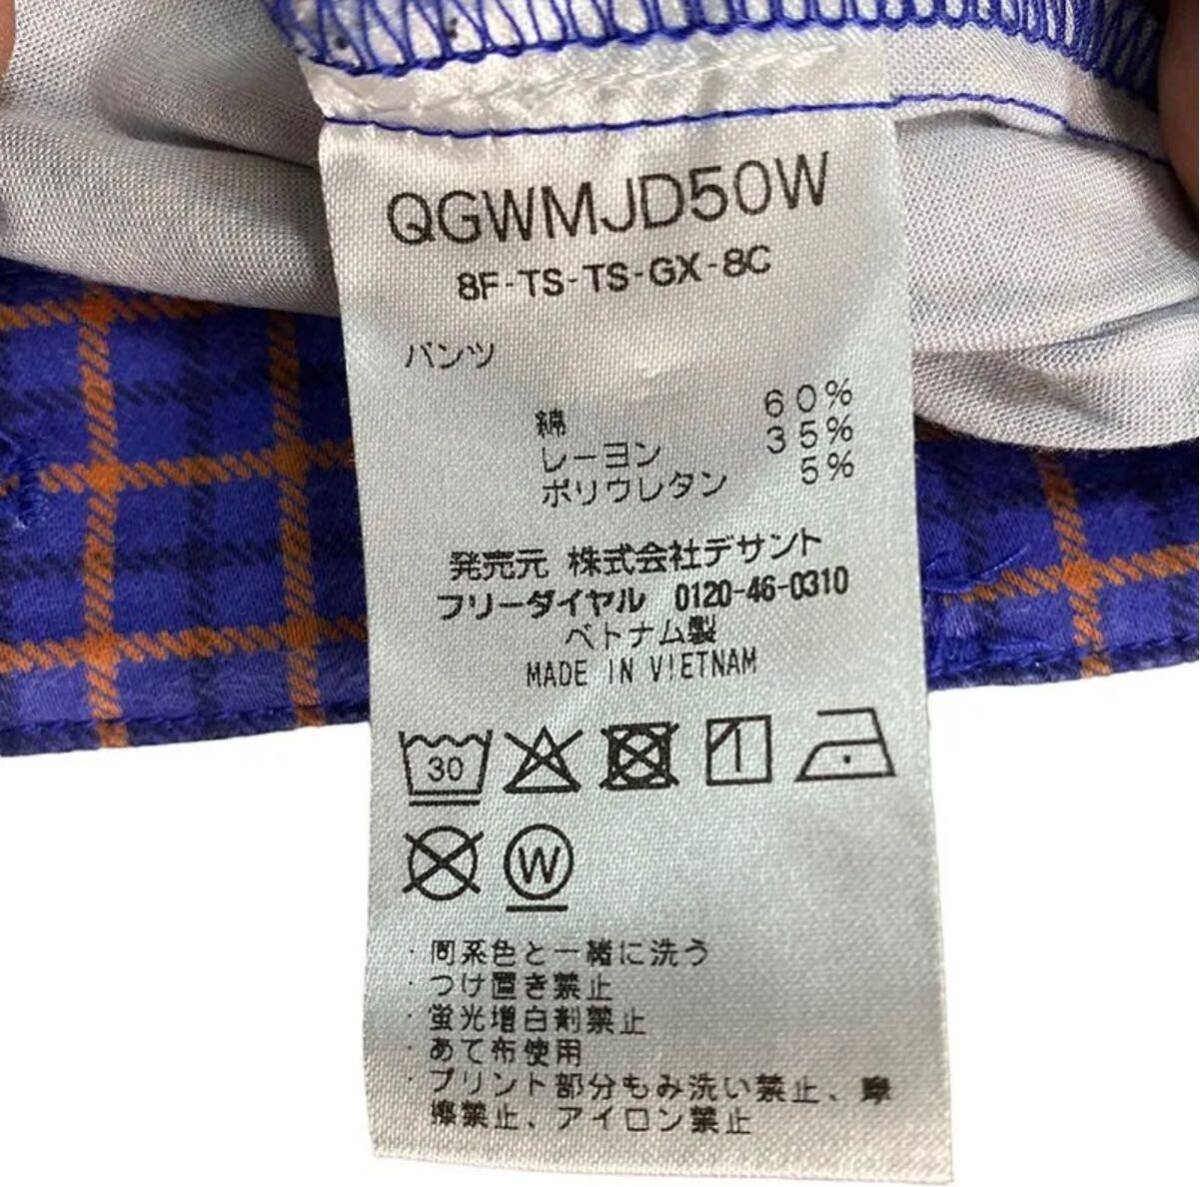 QGWMJD50W
8F-TS-TS-GX-8C
パンツ
綿 60%
レーヨン 35%
ポリウレタン 5%
発売元 株式会社デサント
フリーダイヤル 0120-46-0310
ベトナム製
MADE IN VIETNAM
30
W
・同系色と一緒に洗う
・つけ置き禁止
・蛍光増白剤禁止
・あて布使用
・プリント部分もみ洗い禁止、摩
擦禁止、アイロン禁止